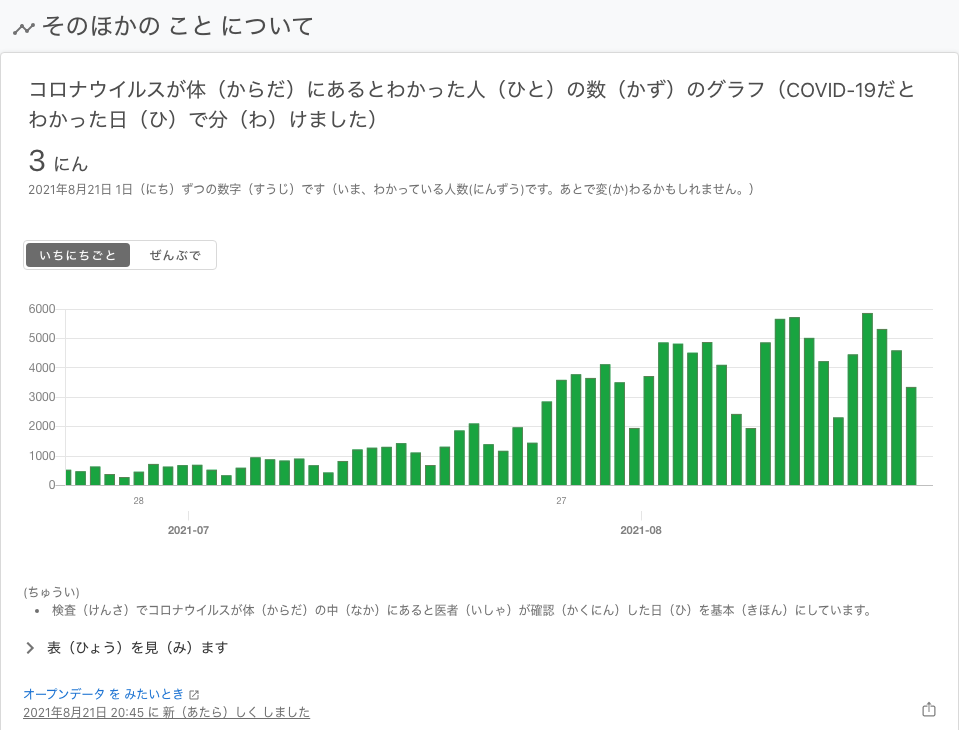 そのほかの こと について
コロナウイルスが体（からだ）にあるとわかった人（ひと）の数（かず）のグラフ（COVID-19だと
わかった日（ひ）で分（わ）けました）
3 にん
2021年8月21日 1日（にち）ずつの数字（すうじ）です（いま、わかっている人数(にんずう)です。あとで変(か)わるかもしれません。）
いちにちごと ぜんぶで
6000
5000
4000
3000
2000
1000
0
28 27
2021-07 2021-08
(ちゅうい)
• 検査（けんさ）でコロナウイルスが体（からだ）の中（なか）にあると医者（いしゃ）が確認（かくにん）した日（ひ）を基本（きほん）にしています。
表（ひょう）を見（み）ます
オープンデータ を みたいとき
2021年8月21日 20:45 に 新（あたら）しく しました